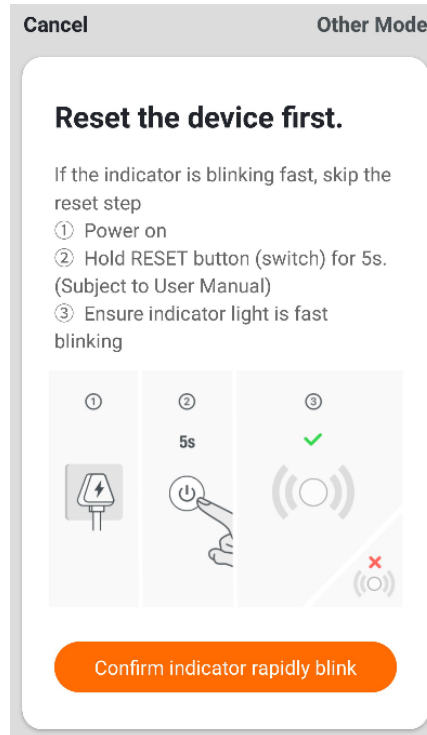 Cancel Other Mode
Reset the device first.
If the indicator is blinking fast, skip the
reset step
① Power on
② Hold RESET button (switch) for 5s.
(Subject to User Manual)
③ Ensure indicator light is fast
blinking
① ② ③
5s
Confirm indicator rapidly blink